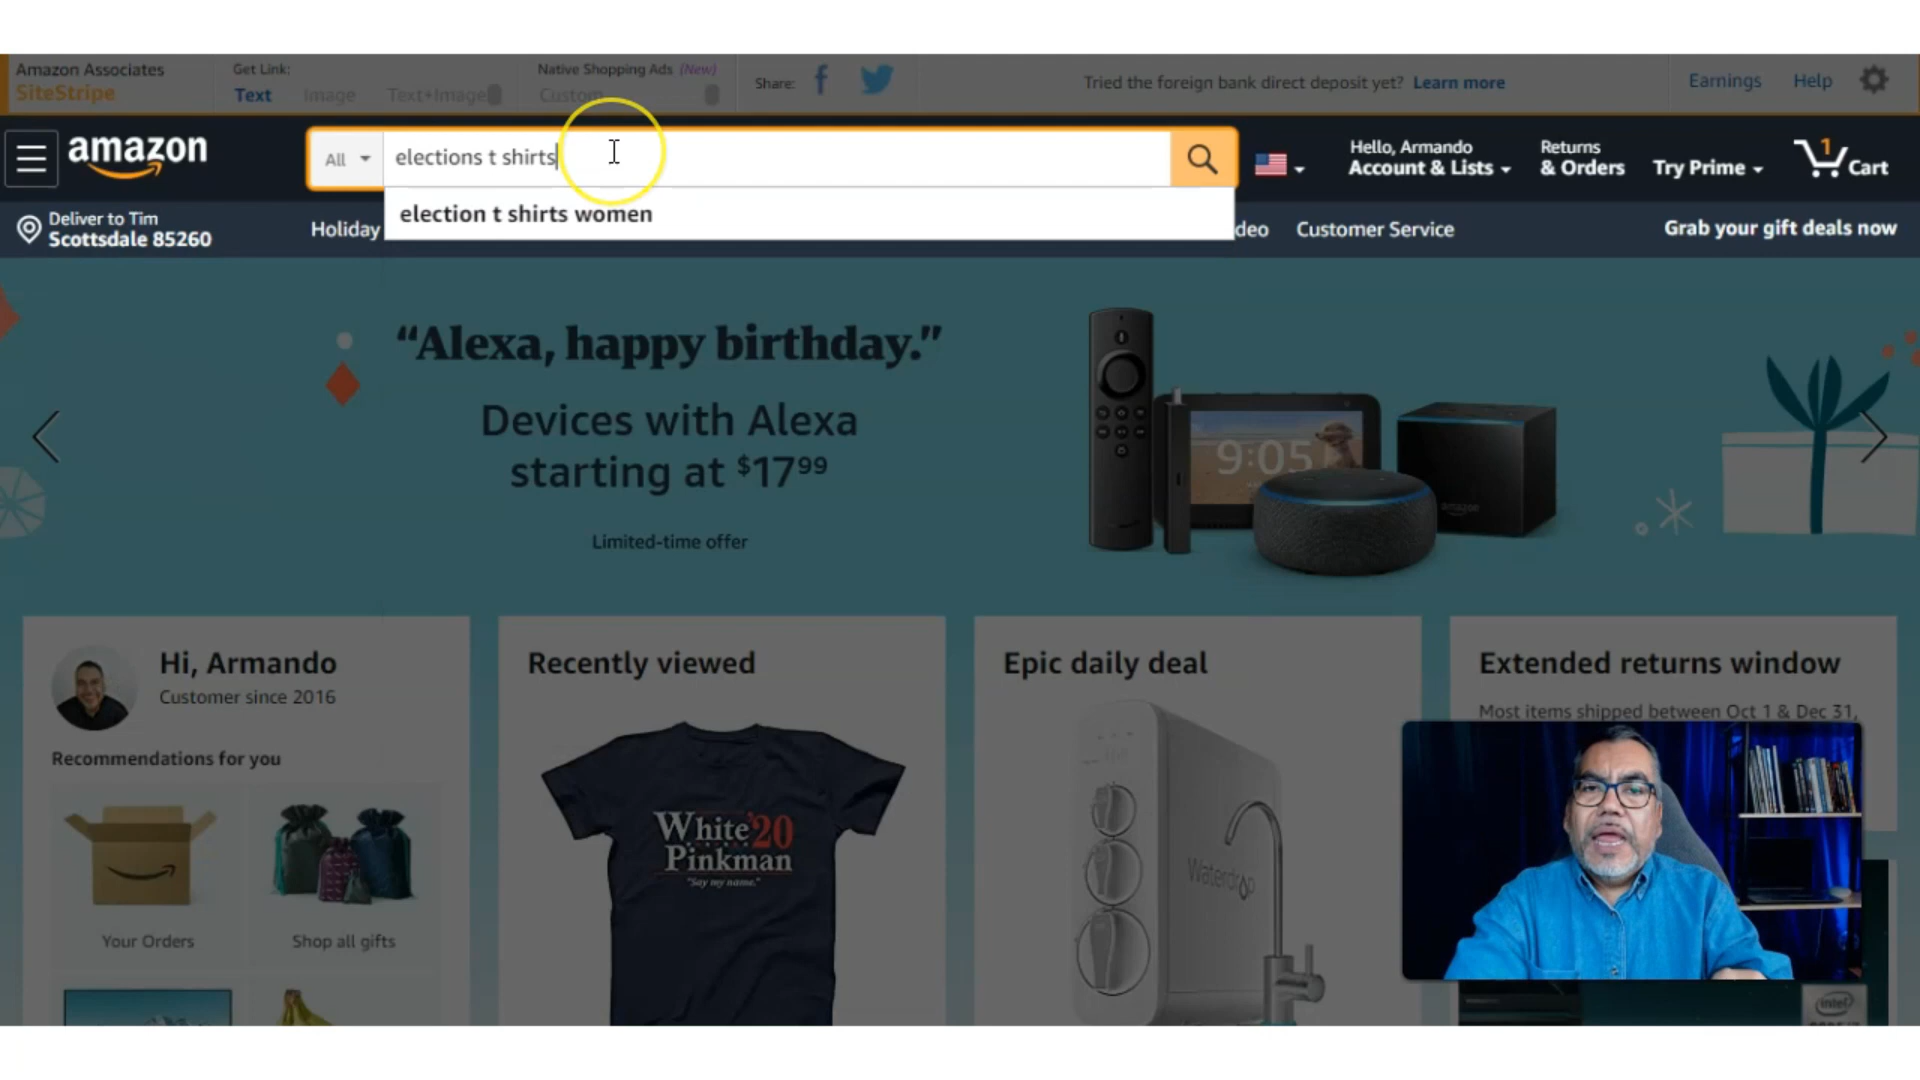 Amazon Associates
SiteStripe
Get Link:
Text Image Text+Image
Native Shopping Ads (New)
Custom
Share:
Tried the foreign bank direct deposit yet? Learn more
Earnings Help
amazon
All
elections t shirts
election t shirts women
Hello, Armando
Account & Lists
Returns
& Orders
Try Prime
1
Cart
Deliver to Tim
Scottsdale 85260
Holiday
deo
Customer Service
Grab your gift deals now
“Alexa, happy birthday.”
Devices with Alexa
starting at $17⁹⁹
Limited-time offer
9:05
amazon
Hi, Armando
Customer since 2016
Recommendations for you
Your Orders
Shop all gifts
Recently viewed
White '20
Pinkman
"Say my name."
Epic daily deal
Waterdrop
Extended returns window
Most items shipped between Oct 1 & Dec 31,
intel